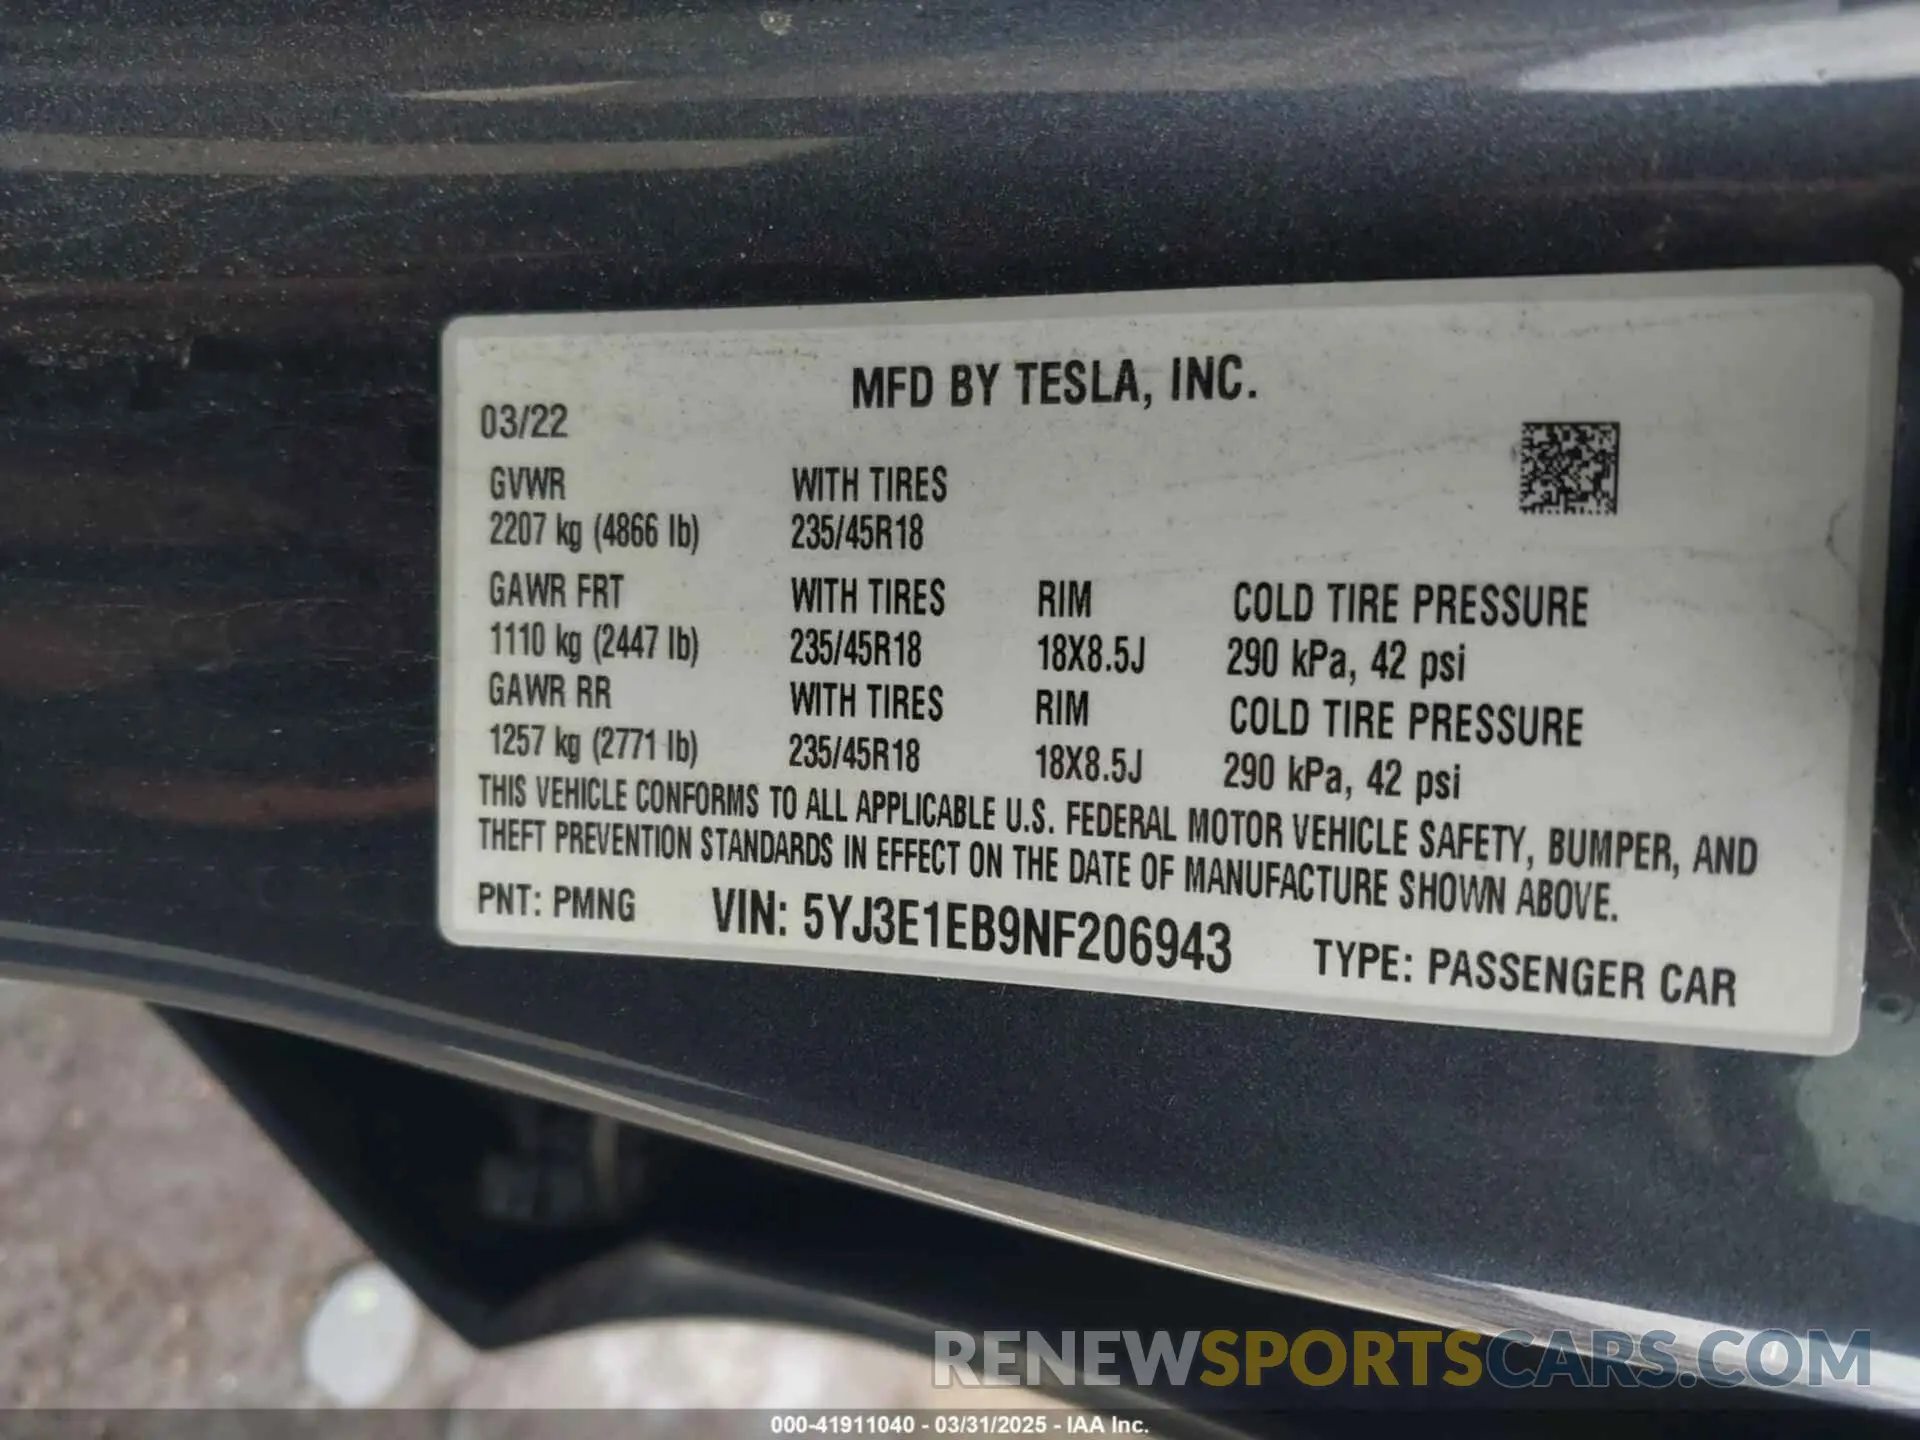 MFD BY TESLA, INC.
03/22
GVWR WITH TIRES
2207 kg (4866 lb) 235/45R18
GAWR FRT WITH TIRES RIM COLD TIRE PRESSURE
1110 kg (2447 lb) 235/45R18 18X8.5J 290 kPa, 42 psi
GAWR RR WITH TIRES RIM COLD TIRE PRESSURE
1257 kg (2771 lb) 235/45R18 18X8.5J 290 kPa, 42 psi
THIS VEHICLE CONFORMS TO ALL APPLICABLE U.S. FEDERAL MOTOR VEHICLE SAFETY, BUMPER, AND
THEFT PREVENTION STANDARDS IN EFFECT ON THE DATE OF MANUFACTURE SHOWN ABOVE.
PNT: PMNG VIN: 5YJ3E1EB9NF206943 TYPE: PASSENGER CAR
RENEWSPORTSCARS.COM
000-41911040 - 03/31/2025 - IAA Inc.